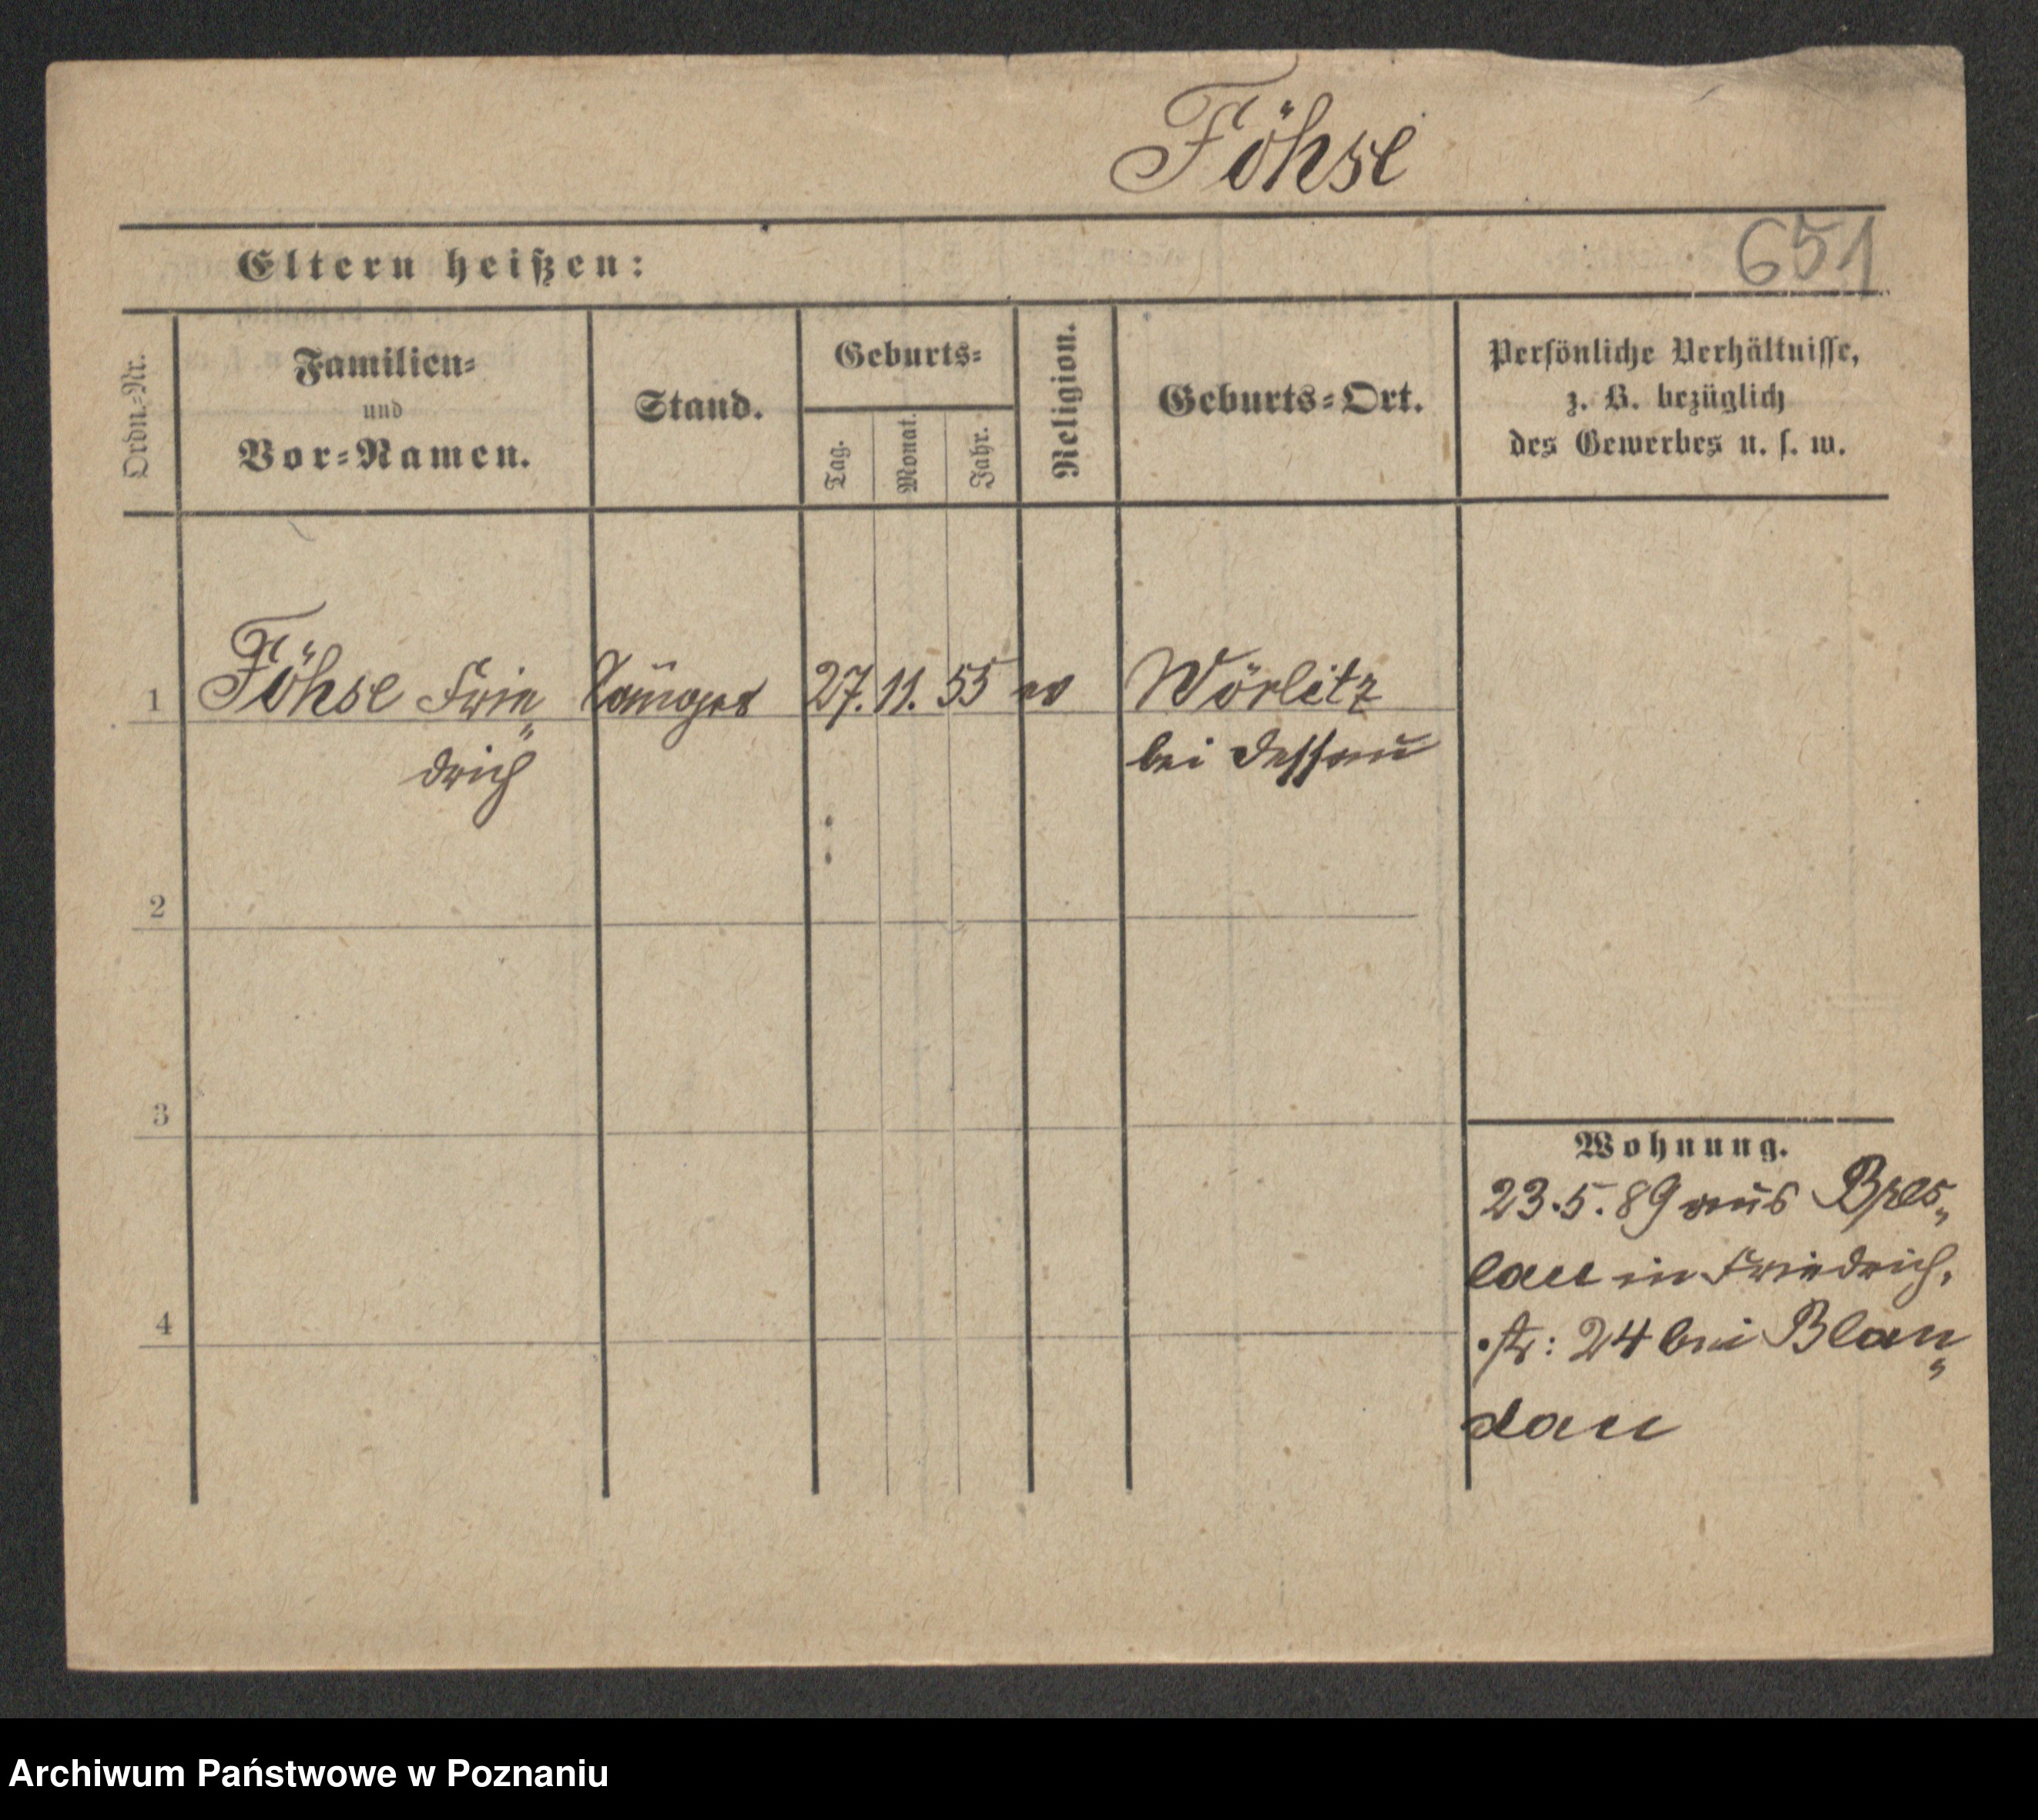 Föhse
651
Eltern heißen:
Ordn.-Nr.
Familien-
und
Vor-Namen.
Stand.
Geburts-
Tag.
Monat.
Jahr.
Religion.
Geburts-Ort.
Persönliche Verhältnisse,
z. B. bezüglich
des Gewerbes u. s. w.
1 Föhse Frie„ 27. 11. 55 ev Wörlitz
drich bei Dessau
2
3
4
Wohnung.
23.5.89 aus Bres„
lau in Friedrich,
str: 24 bei Blan„
dau
Archiwum Państwowe w Poznaniu